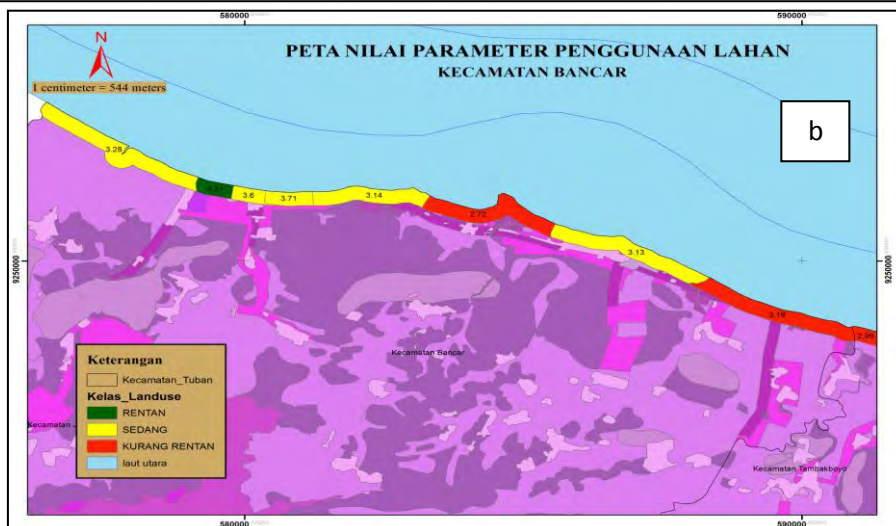 580000
590000
PETA NILAI PARAMETER PENGGUNAAN LAHAN
KECAMATAN BANCAR
N
1 centimeter = 544 meters
b
3.28
3.6
3.71
3.14
2.72
3.13
3.19
2.98
9250000
9250000
Kecamatan Bancar
Kecamatan
Kecamatan Tambakboyo
Keterangan
Kecamatan_Tuban
Kelas_Landuse
RENTAN
SEDANG
KURANG RENTAN
laut utara
580000
590000